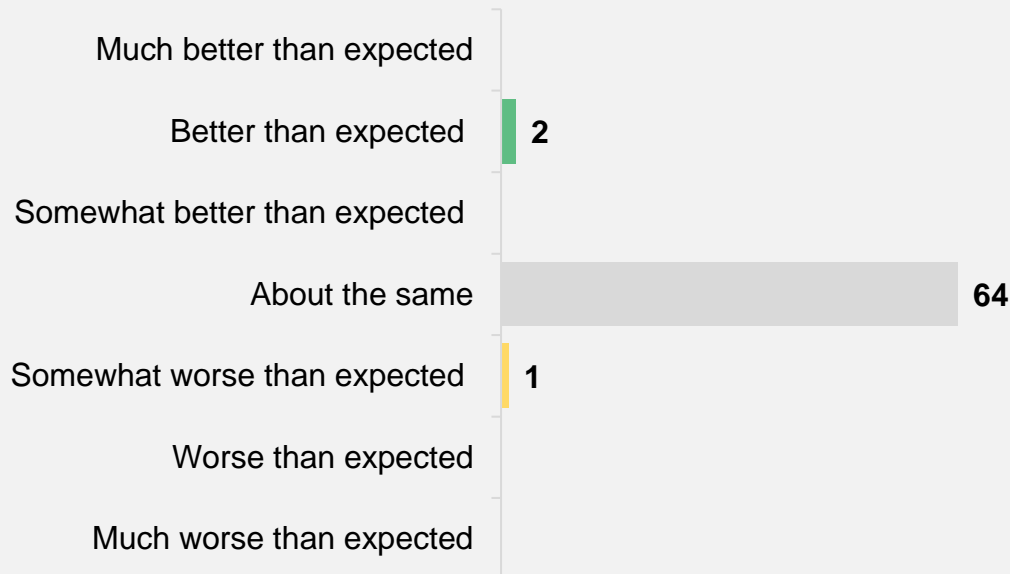 Much better than expected
Better than expected 2
Somewhat better than expected
About the same 64
Somewhat worse than expected 1
Worse than expected
Much worse than expected